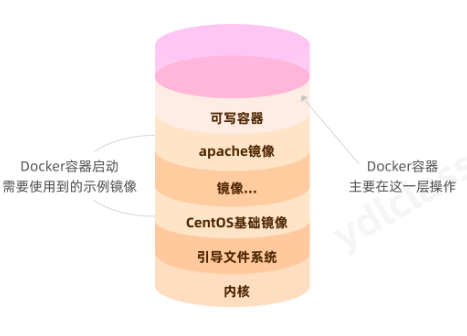 可写容器
apache镜像
Docker容器启动
需要使用到的示例镜像
Docker容器
主要在这一层操作
镜像...
CentOS基础镜像
引导文件系统
内核
ydlclass